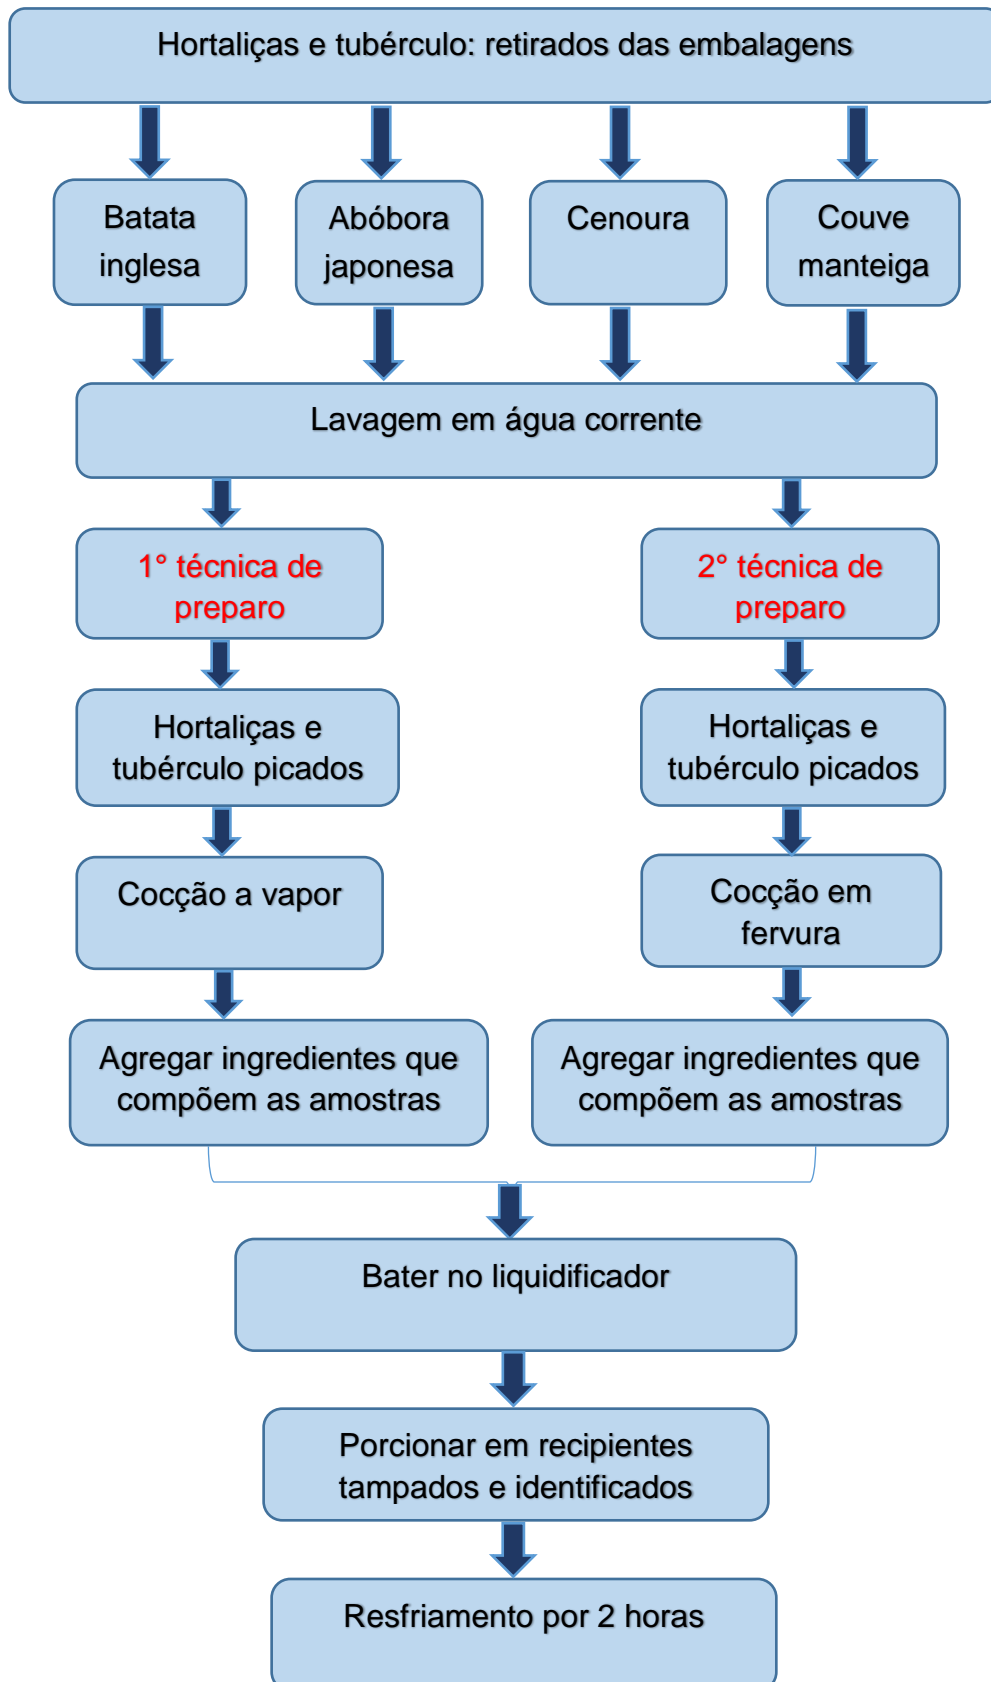 Hortaliças e tubérculo: retirados das embalagens
Batata
inglesa
Abóbora
japonesa
Cenoura
Couve
manteiga
Lavagem em água corrente
1° técnica de
preparo
2° técnica de
preparo
Hortaliças e
tubérculo picados
Hortaliças e
tubérculo picados
Cocção a vapor
Cocção em
fervura
Agregar ingredientes que
compõem as amostras
Agregar ingredientes que
compõem as amostras
Bater no liquidificador
Porcionar em recipientes
tampados e identificados
Resfriamento por 2 horas